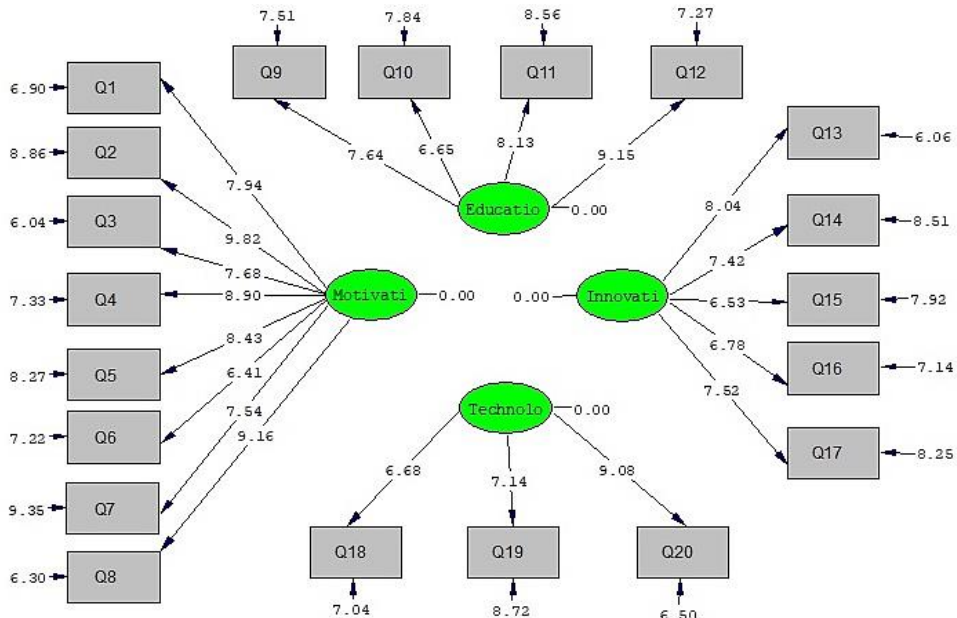 7.51
7.84
8.56
7.27
Q9
Q10
Q11
Q12
6.90
Q1
7.64
6.65
8.13
9.15
Q13
6.06
8.86
Q2
7.94
Educatio
0.00
8.04
6.04
Q3
9.82
Q14
8.51
7.68
7.42
7.33
Q4
8.90
Motivati
0.00
0.00
Innovati
6.53
Q15
7.92
8.27
Q5
8.43
6.78
Q16
7.14
6.41
7.52
7.22
Q6
7.54
9.16
Technolo
0.00
Q17
8.25
9.35
Q7
6.68
7.14
9.08
6.30
Q8
Q18
Q19
Q20
7.04
8.72
6.50